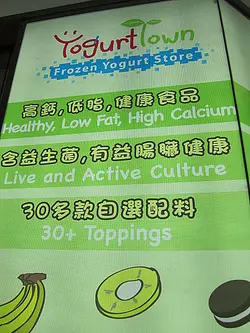 YogurtTown
Frozen Yogurt Store
高鈣,低脂,健康食品
Healthy, Low Fat, High Calcium
含益生菌,有益腸臟健康
Live and Active Culture
30多款自選配料
30+ Toppings